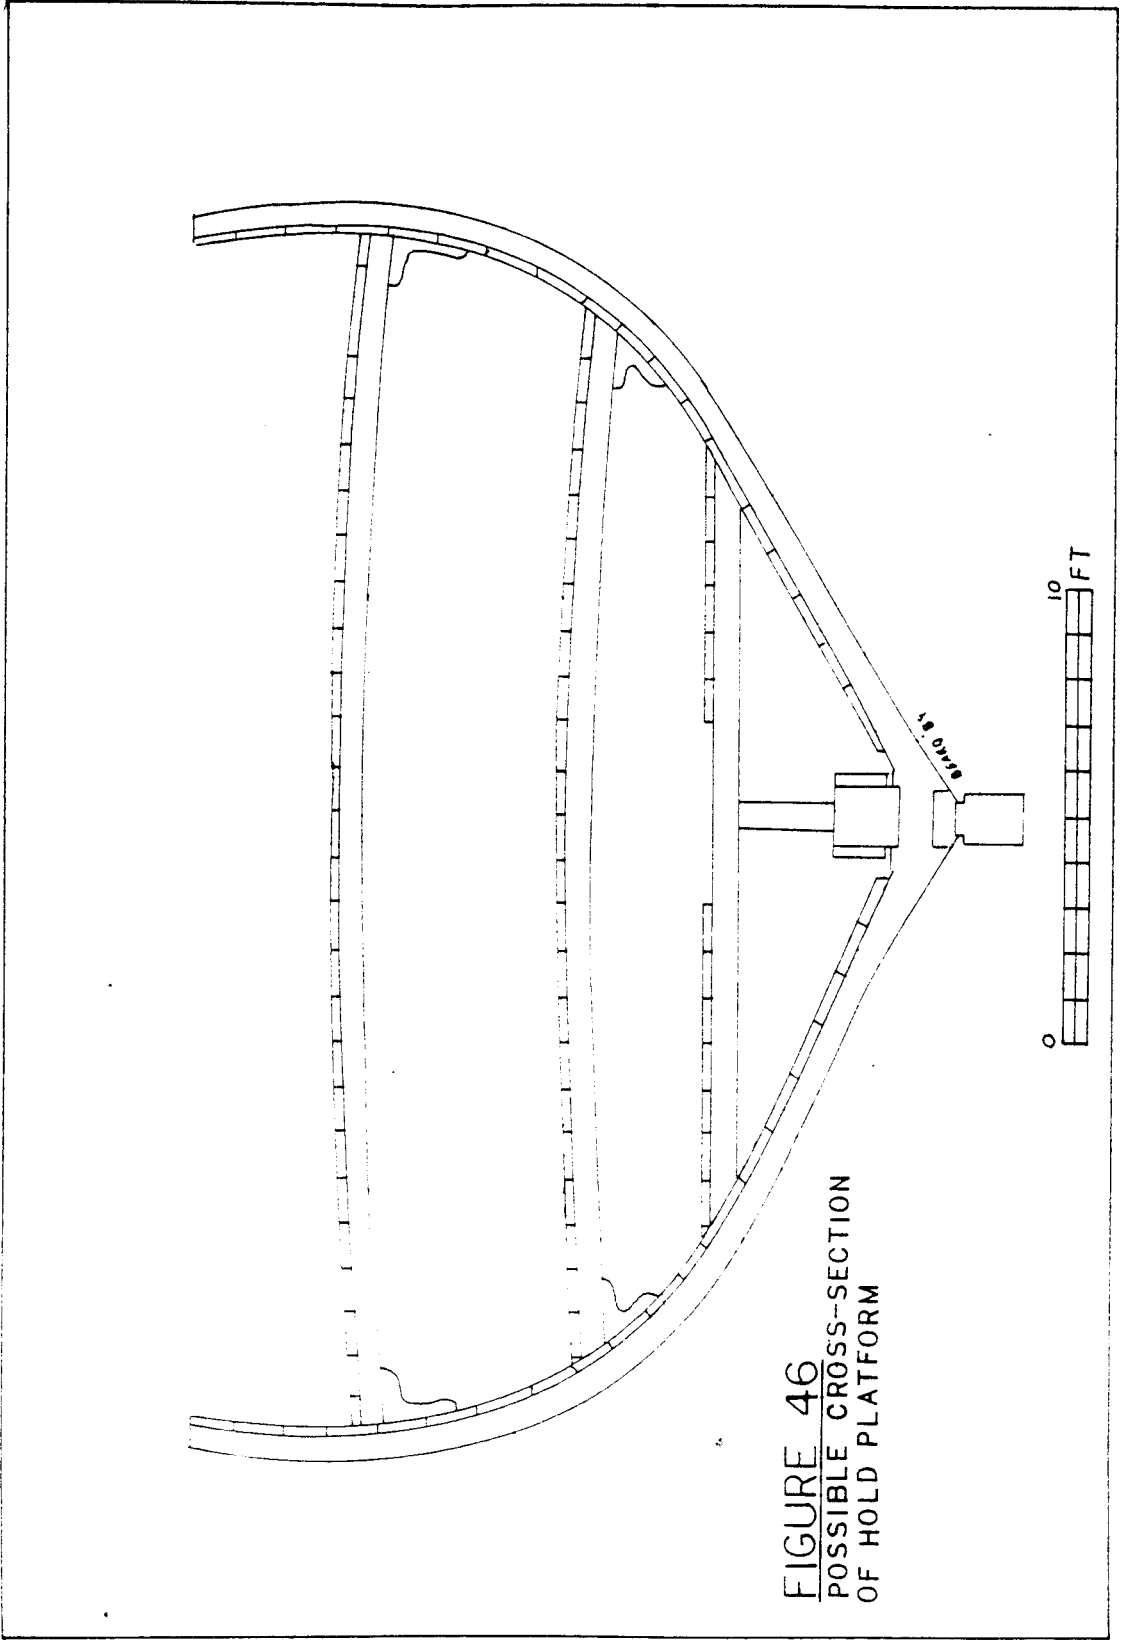 FIGURE 46
POSSIBLE CROSS-SECTION
OF HOLD PLATFORM
0
10
FT